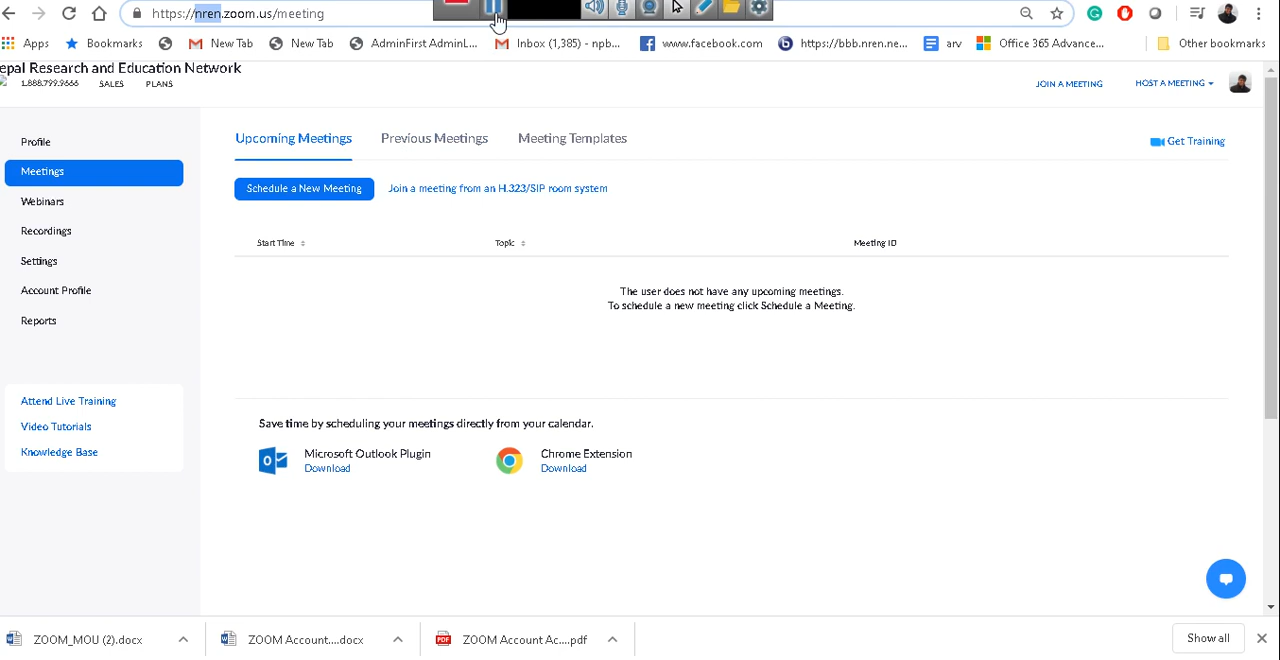 https://nren.zoom.us/meeting
Apps Bookmarks New Tab New Tab AdminFirst AdminL... Inbox (1,385) - npb... www.facebook.com https://bbb.nren.ne... arv Office 365 Advance... Other bookmarks
epal Research and Education Network
1.888.799.9666 SALES PLANS JOIN A MEETING HOST A MEETING
Profile
Meetings
Webinars
Recordings
Settings
Account Profile
Reports
Attend Live Training
Video Tutorials
Knowledge Base
Upcoming Meetings Previous Meetings Meeting Templates Get Training
Schedule a New Meeting Join a meeting from an H.323/SIP room system
Start Time Topic Meeting ID
The user does not have any upcoming meetings.
To schedule a new meeting click Schedule a Meeting.
Save time by scheduling your meetings directly from your calendar.
Microsoft Outlook Plugin
Download
Chrome Extension
Download
ZOOM_MOU (2).docx ZOOM Account....docx ZOOM Account Ac....pdf Show all